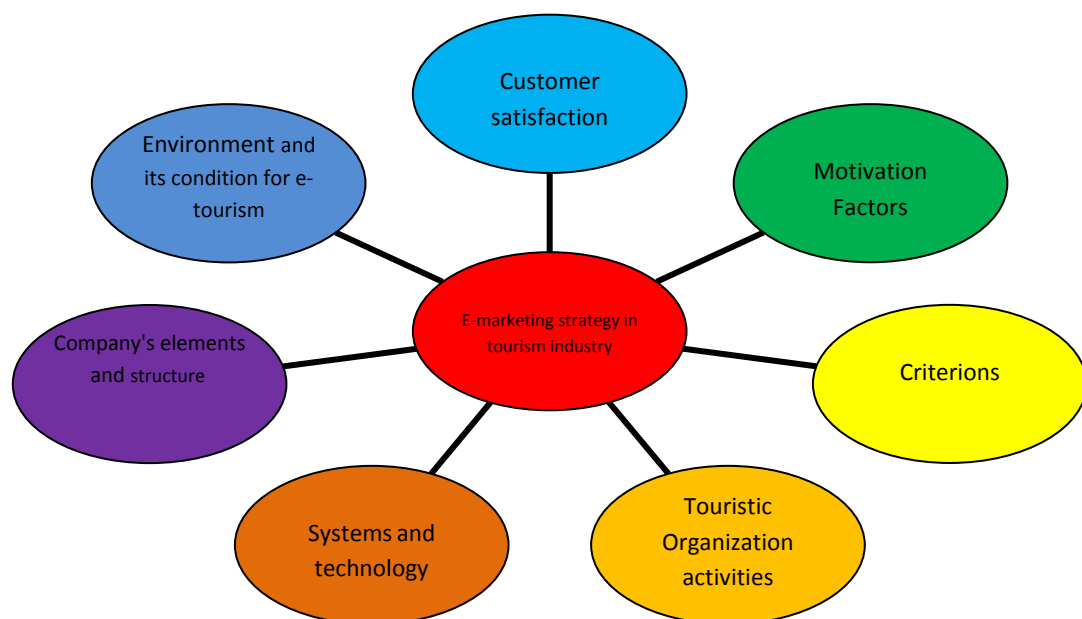 Customer
satisfaction
Environment and
its condition for e-
tourism
Motivation
Factors
E-marketing strategy in
tourism industry
Company's elements
and structure
Criterions
Systems and
technology
Touristic
Organization
activities